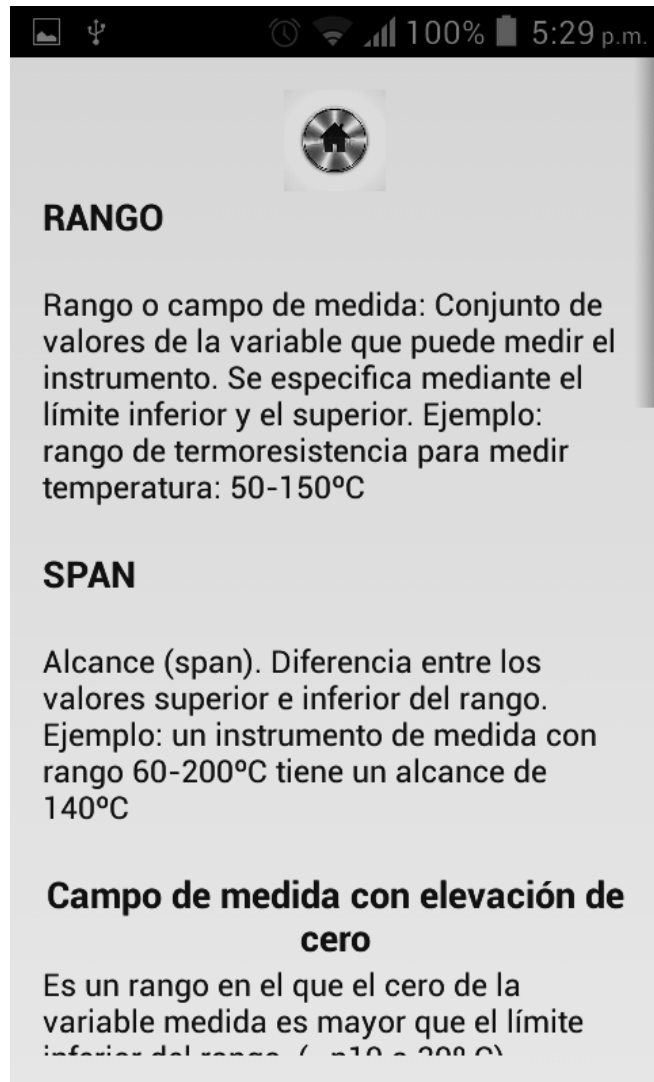 100% 5:29 p.m.
RANGO
Rango o campo de medida: Conjunto de
valores de la variable que puede medir el
instrumento. Se especifica mediante el
límite inferior y el superior. Ejemplo:
rango de termoresistencia para medir
temperatura: 50-150ºC
SPAN
Alcance (span). Diferencia entre los
valores superior e inferior del rango.
Ejemplo: un instrumento de medida con
rango 60-200ºC tiene un alcance de
140ºC
Campo de medida con elevación de
cero
Es un rango en el que el cero de la
variable medida es mayor que el límite
inferior del rango.